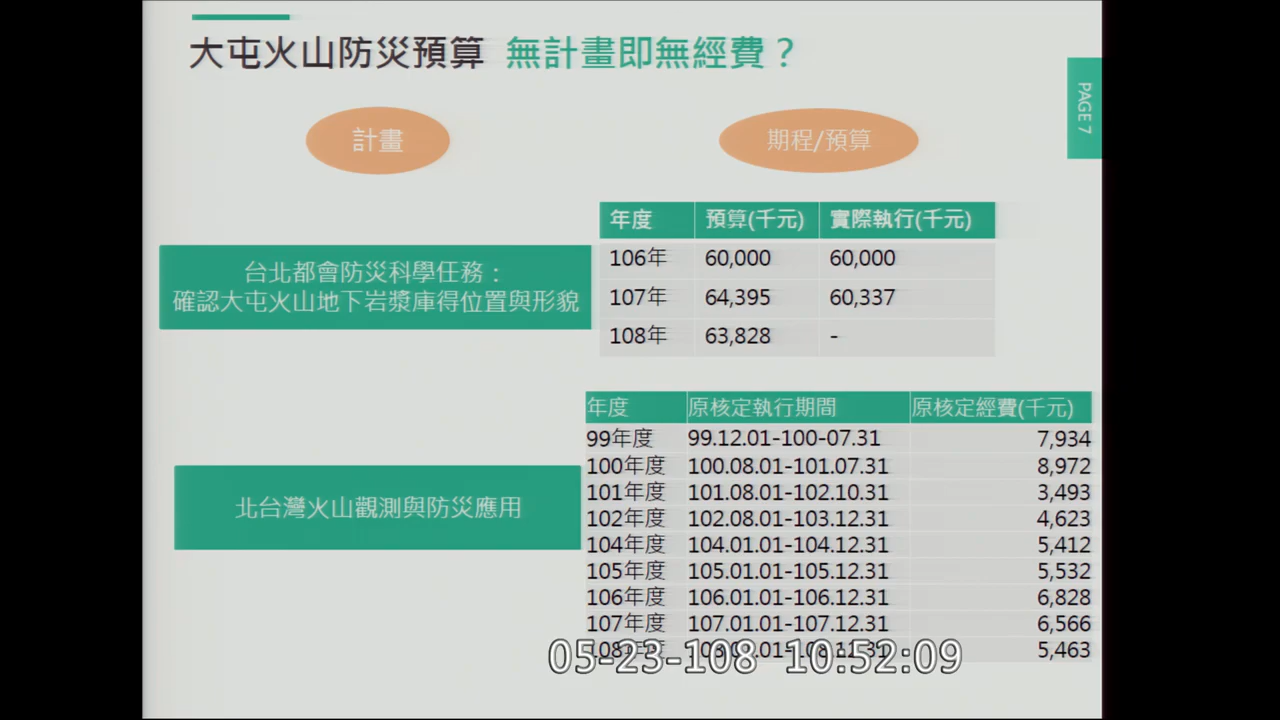 大屯火山防災預算 無計畫即無經費？
PAGE 7
計畫
期程/預算
台北都會防災科學任務：
確認大屯火山地下岩漿庫得位置與形貌
年度 預算(千元) 實際執行(千元)
106年 60,000 60,000
107年 64,395 60,337
108年 63,828 -
北台灣火山觀測與防災應用
年度 原核定執行期間 原核定經費(千元)
99年度 99.12.01-100-07.31 7,934
100年度 100.08.01-101.07.31 8,972
101年度 101.08.01-102.10.31 3,493
102年度 102.08.01-103.12.31 4,623
104年度 104.01.01-104.12.31 5,412
105年度 105.01.01-105.12.31 5,532
106年度 106.01.01-106.12.31 6,828
107年度 107.01.01-107.12.31 6,566
108年度 108.01.01-108.12.31 5,463
05-23-108 10:52:09